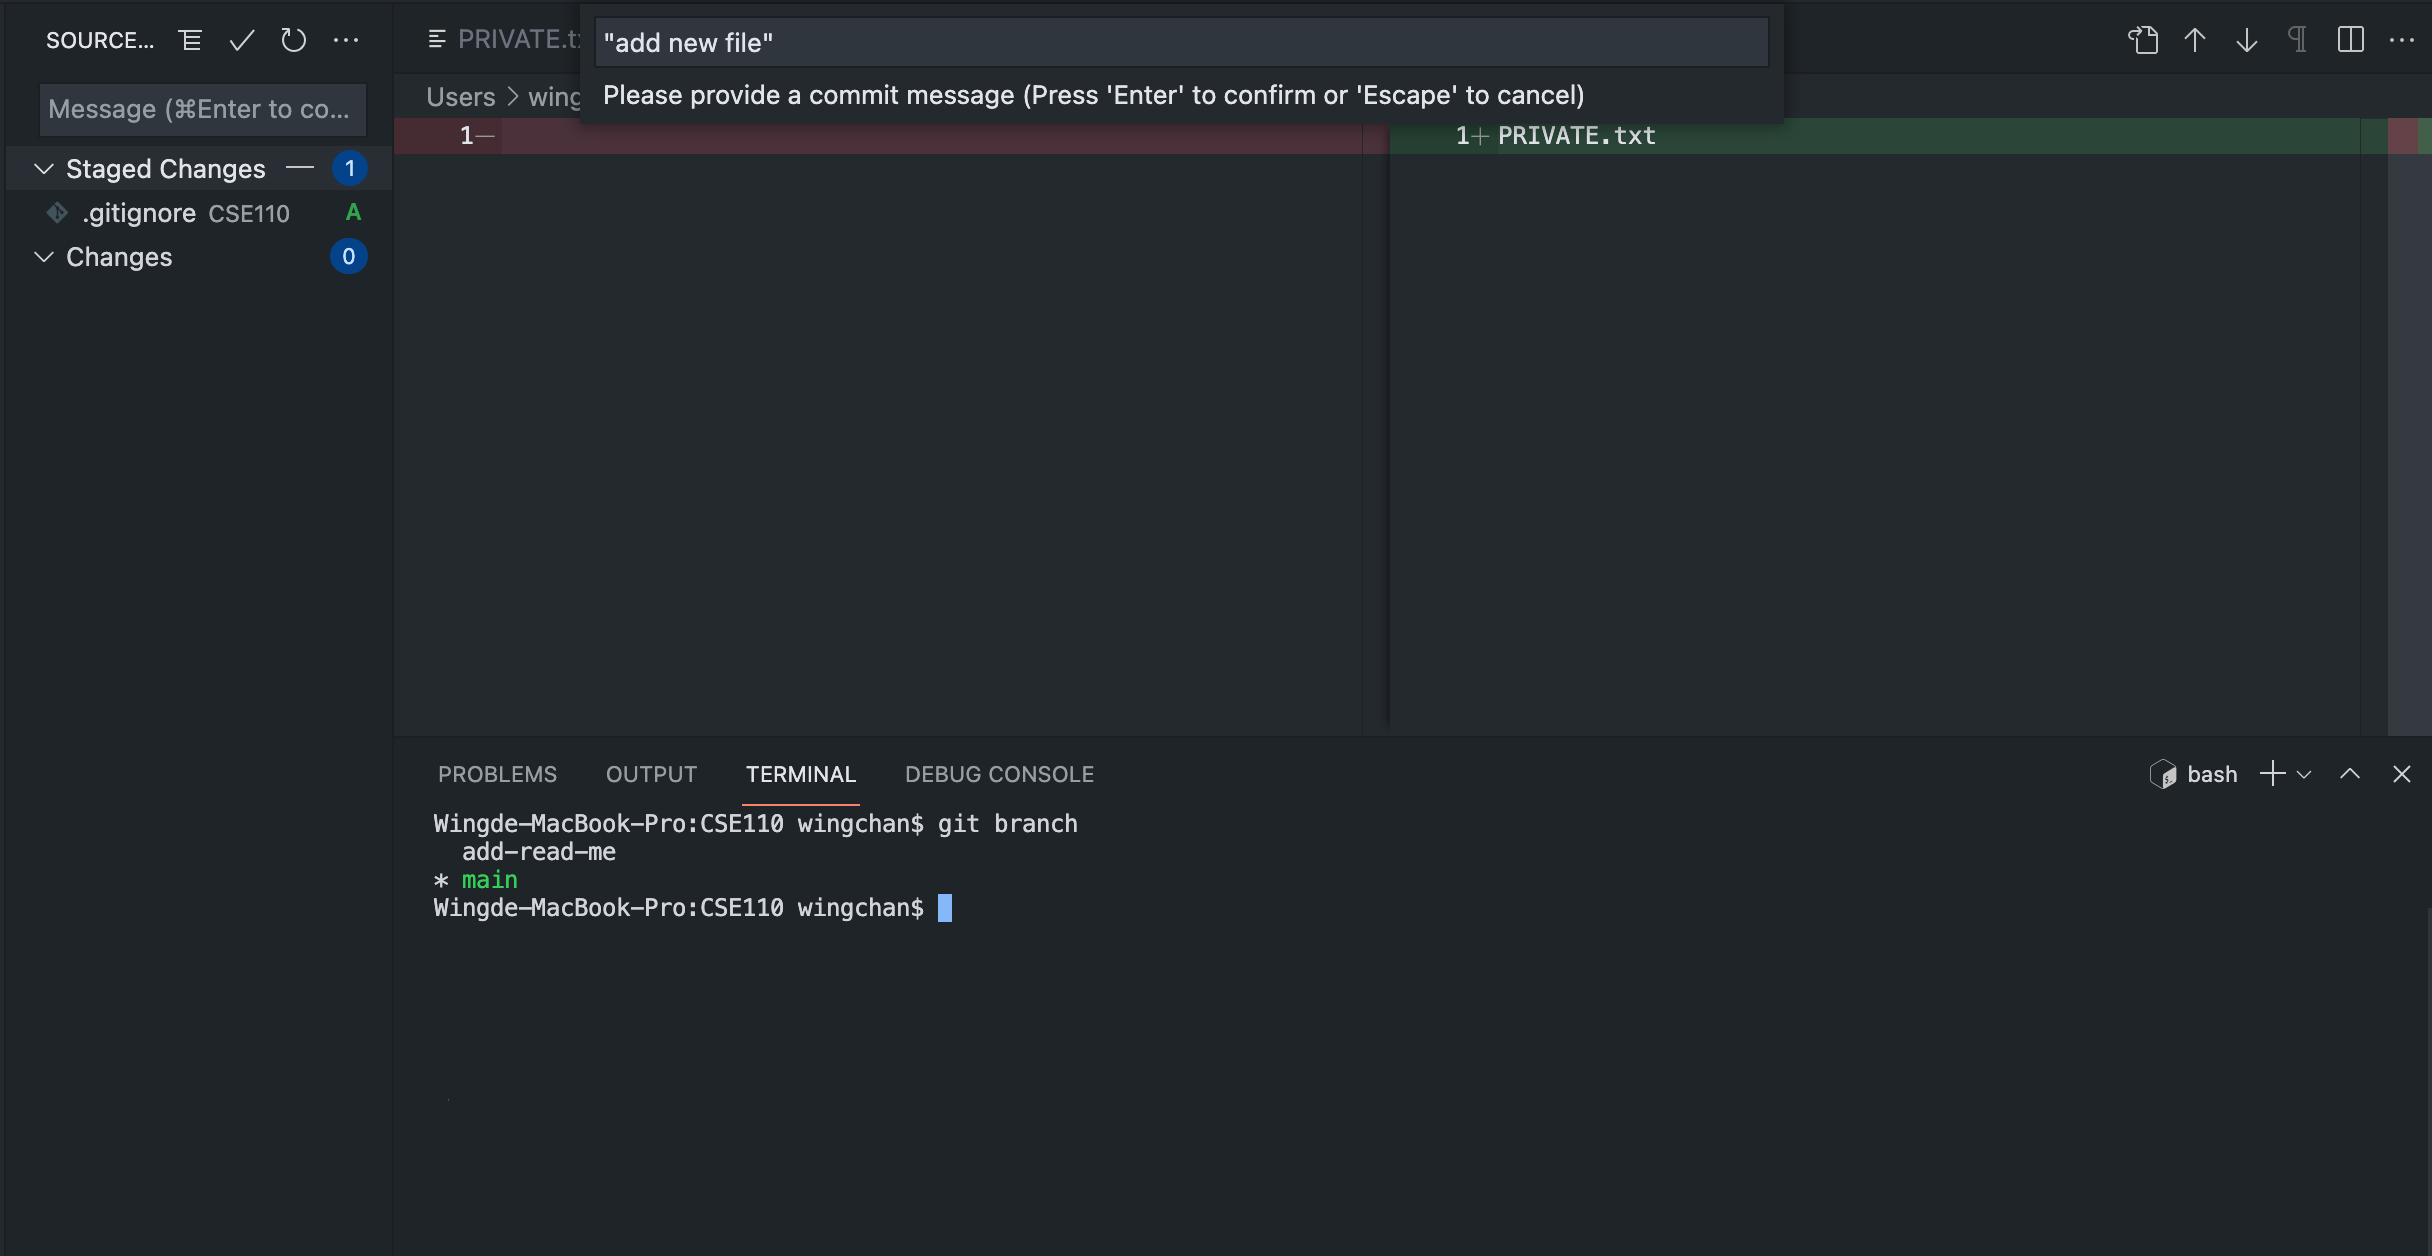 SOURCE...
Message (⌘Enter to co...
Staged Changes 1
.gitignore CSE110 A
Changes 0
PRIVATE.t
"add new file"
Please provide a commit message (Press 'Enter' to confirm or 'Escape' to cancel)
Users > wing
1—
1+ PRIVATE.txt
PROBLEMS OUTPUT TERMINAL DEBUG CONSOLE
bash
Wingde-MacBook-Pro:CSE110 wingchan$ git branch
add-read-me
* main
Wingde-MacBook-Pro:CSE110 wingchan$